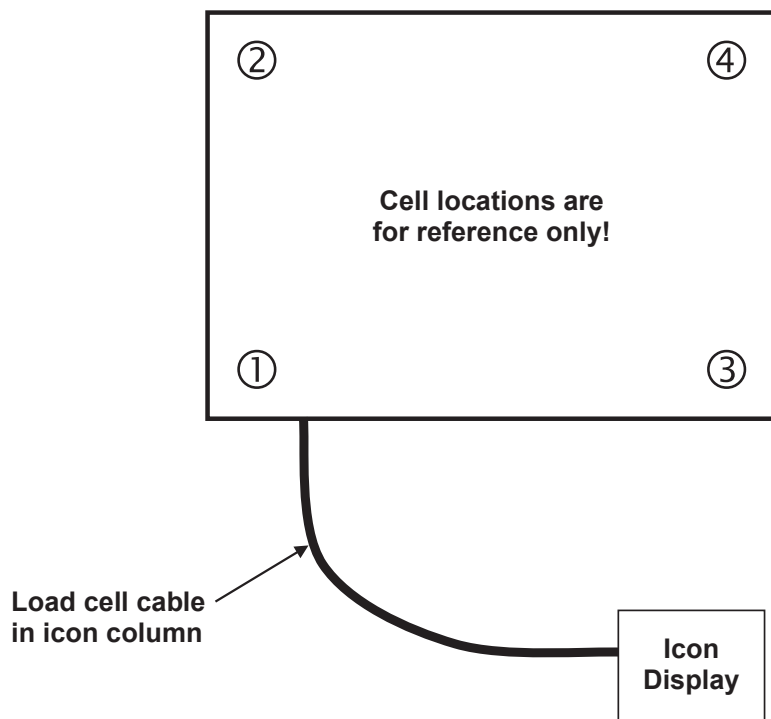 ② ④
Cell locations are
for reference only!
① ③
Load cell cable
in icon column
Icon
Display